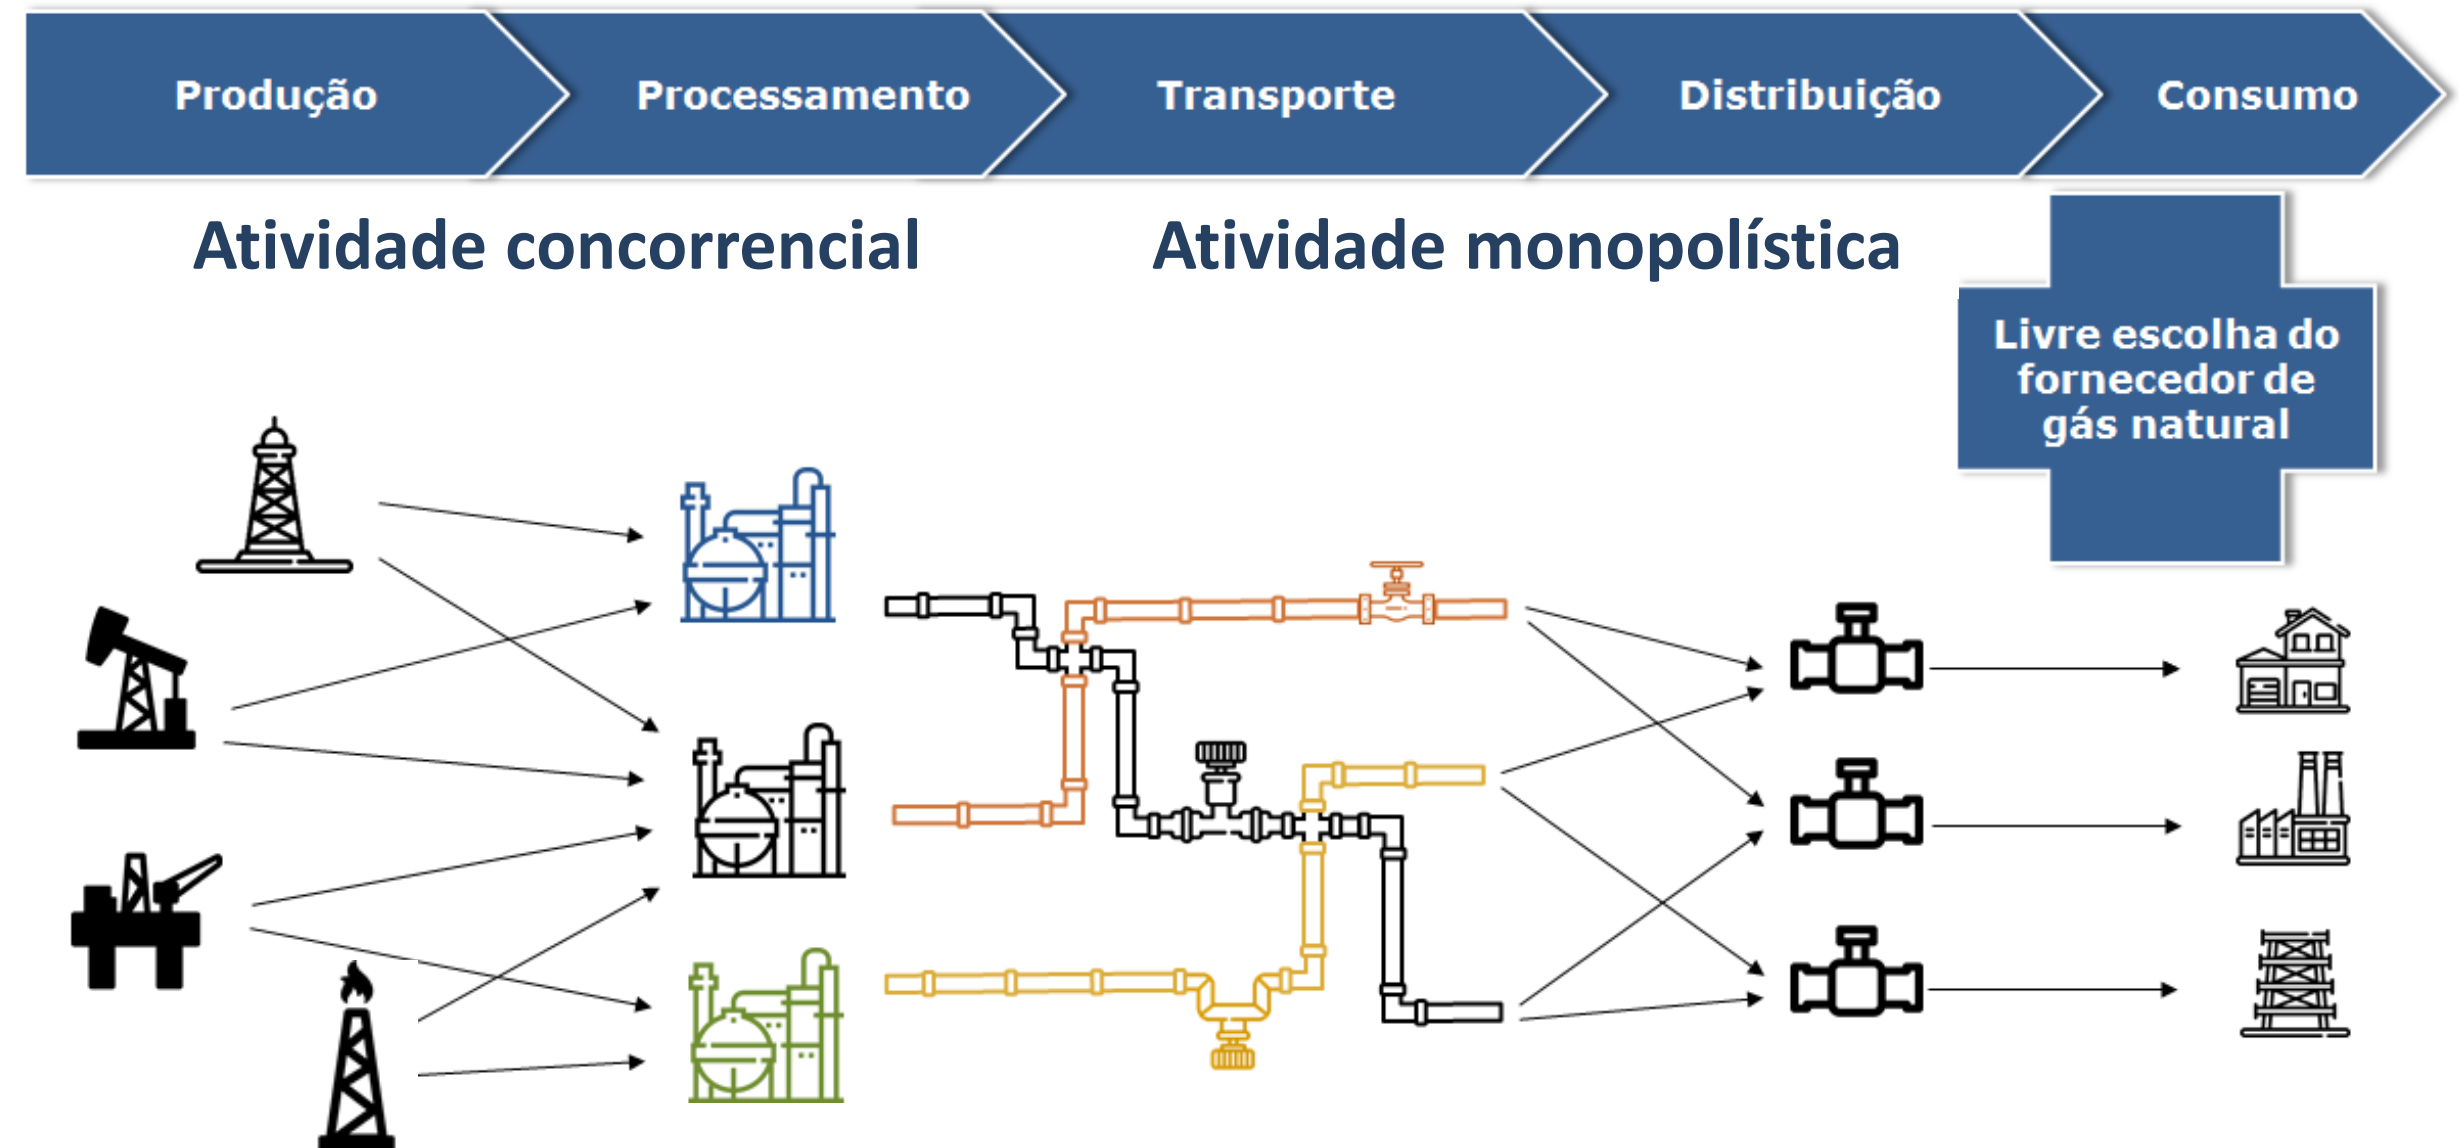 Produção
Processamento
Transporte
Distribuição
Consumo
Atividade concorrencial
Atividade monopolística
Livre escolha do
fornecedor de
gás natural